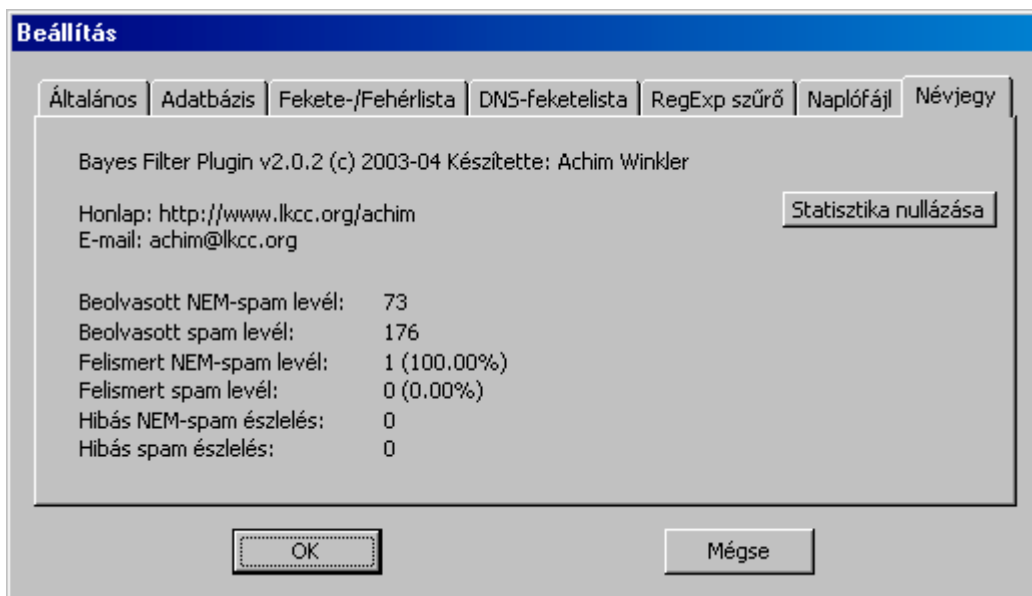 Beállítás
Általános Adatbázis Fekete-/Fehérlista DNS-feketelista RegExp szűrő Naplófájl Névjegy
Bayes Filter Plugin v2.0.2 (c) 2003-04 Készítette: Achim Winkler
Honlap: http://www.lkcc.org/achim
Statisztika nullázása
E-mail: achim@lkcc.org
Beolvasott NEM-spam levél: 73
Beolvasott spam levél: 176
Felismert NEM-spam levél: 1 (100.00%)
Felismert spam levél: 0 (0.00%)
Hibás NEM-spam észlelés: 0
Hibás spam észlelés: 0
OK Mégse